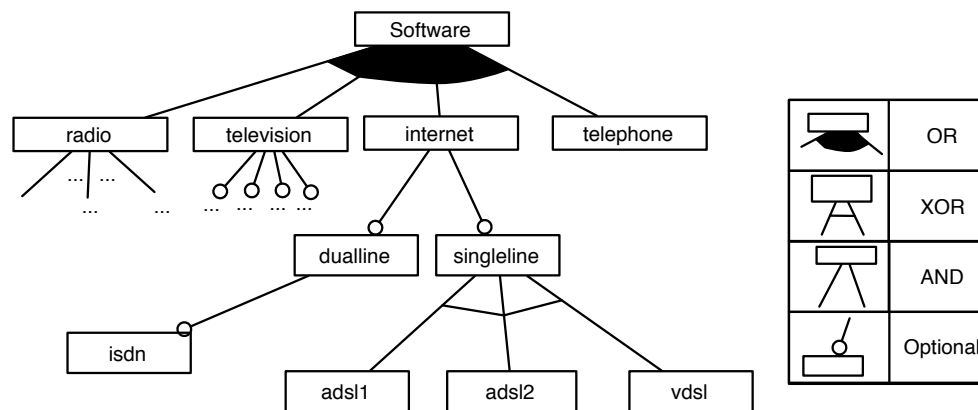 Software
radio
television
internet
telephone
... ...
...
...
... ... ... ...
dualline
singleline
isdn
adsl1
adsl2
vdsl
OR
XOR
AND
Optional